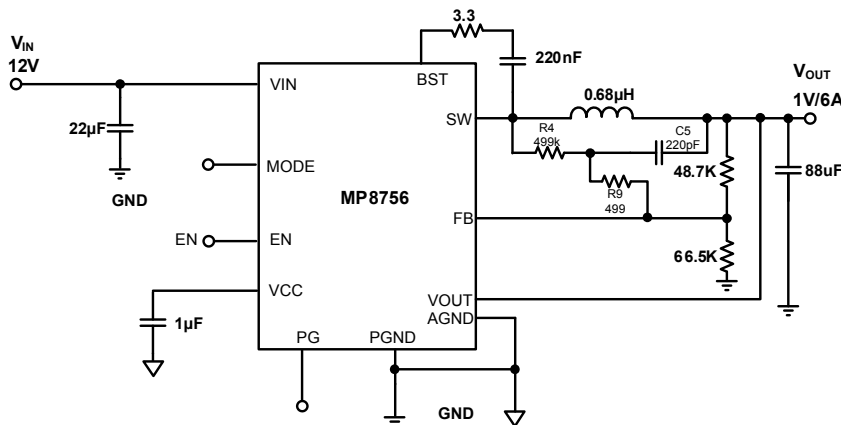 3.3
VIN
12V
BST
220nF
VIN
VOUT
1V/6A
0.68µH
SW
22µF
R4
499k
C5
220pF
MODE
48.7K
88uF
GND
MP8756
R9
499
EN
EN
FB
66.5K
VCC
VOUT
AGND
1µF
PG
PGND
GND